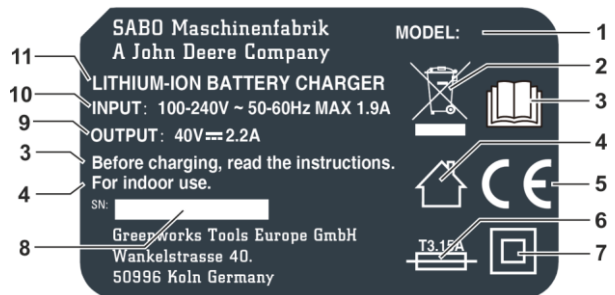 SABO Maschinenfabrik
A John Deere Company
MODEL:
LITHIUM-ION BATTERY CHARGER
INPUT: 100-240V ~ 50-60Hz MAX 1.9A
OUTPUT: 40V⎓2.2A
Before charging, read the instructions.
For indoor use.
SN:
Greenworks Tools Europe GmbH
Wankelstrasse 40.
50996 Koln Germany
T3.15A
CE
11
10
9
3
4
8
1
2
3
4
5
6
7